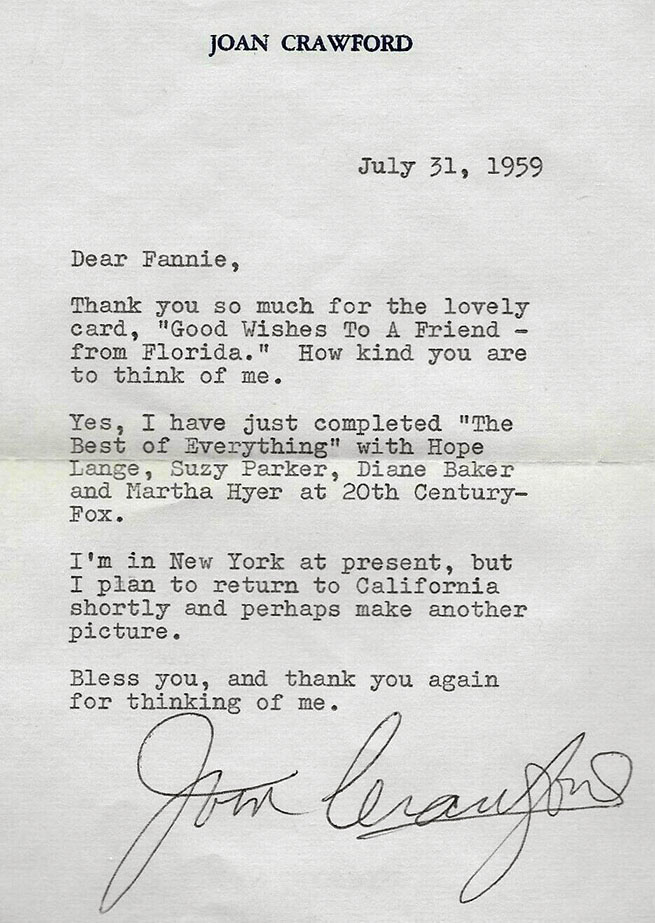 JOAN CRAWFORD
July 31, 1959
Dear Fannie,
Thank you so much for the lovely
card, "Good Wishes To A Friend -
from Florida."  How kind you are
to think of me.
Yes, I have just completed "The
Best of Everything" with Hope
Lange, Suzy Parker, Diane Baker
and Martha Hyer at 20th Century-
Fox.
I'm in New York at present, but
I plan to return to California
shortly and perhaps make another
picture.
Bless you, and thank you again
for thinking of me.
Joan Crawford